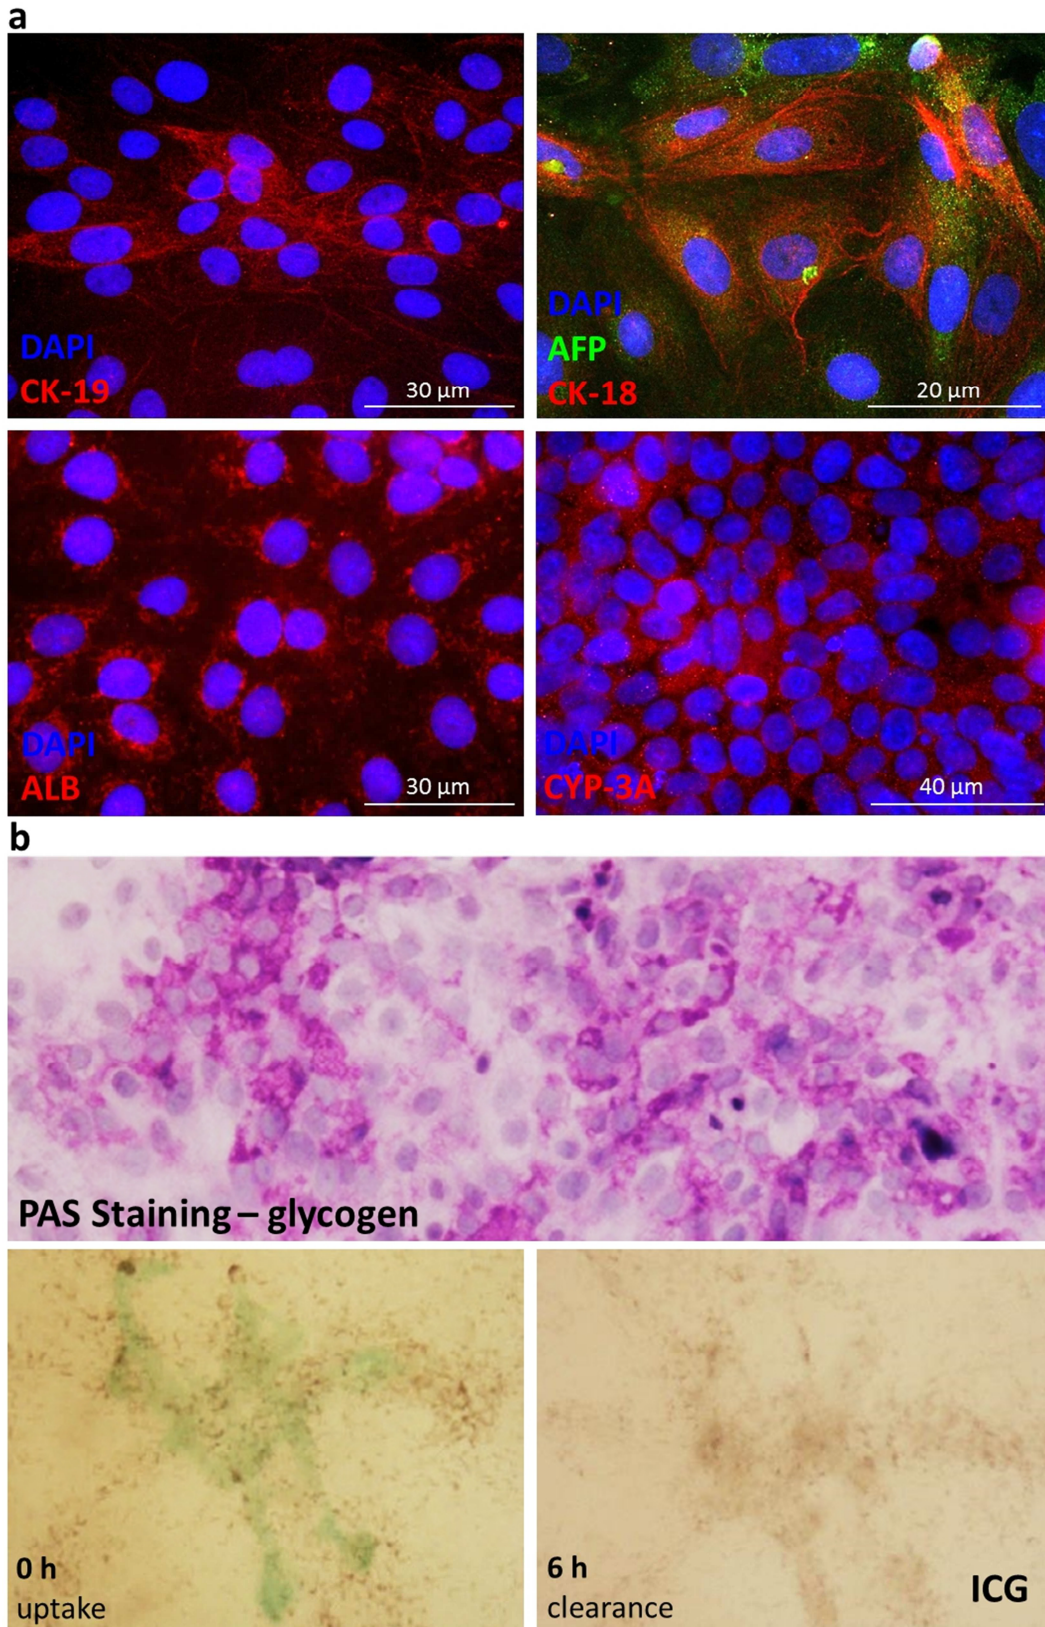 a
DAPI
CK-19
30 µm
DAPI
AFP
CK-18
20 µm
DAPI
ALB
30 µm
DAPI
CYP-3A
40 µm
b
PAS Staining – glycogen
0 h
uptake
6 h
clearance
ICG